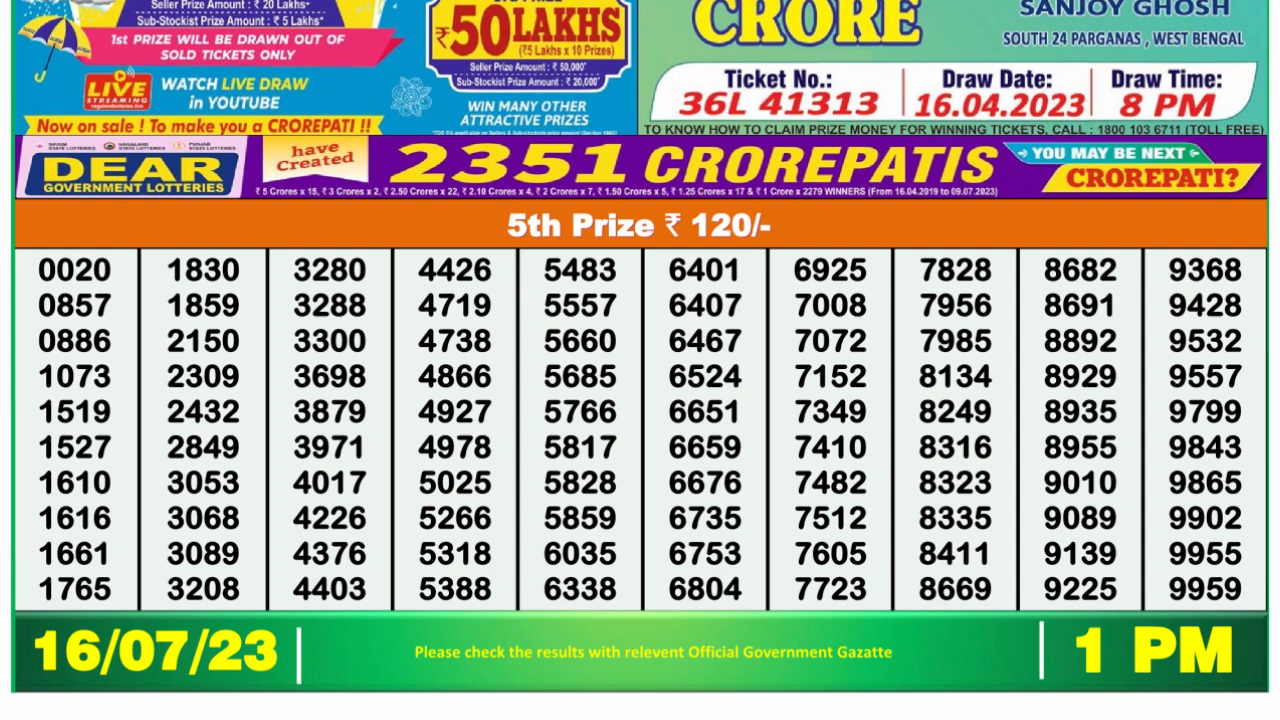 Seller Prize Amount : ₹ 20 Lakhs*
Sub-Stockist Prize Amount : ₹ 5 Lakhs*
1st PRIZE WILL BE DRAWN OUT OF
SOLD TICKETS ONLY
LIVE
STREAMING
WATCH LIVE DRAW
in YOUTUBE
Now on sale ! To make you a CROREPATI !!
₹50LAKHS
(₹5 Lakhs x 10 Prizes)
Seller Prize Amount : ₹ 50,000*
Sub-Stockist Prize Amount : ₹ 20,000*
WIN MANY OTHER
ATTRACTIVE PRIZES
CRORE
SANJOY GHOSH
SOUTH 24 PARGANAS , WEST BENGAL
Ticket No.: Draw Date: Draw Time:
36L 41313 16.04.2023 8 PM
TO KNOW HOW TO CLAIM PRIZE MONEY FOR WINNING TICKETS, CALL : 1800 103 6711 (TOLL FREE)
SIKKIM STATE LOTTERIES NAGALAND STATE LOTTERIES PUNJAB STATE LOTTERIES
DEAR
GOVERNMENT LOTTERIES
have
Created
2351 CROREPATIS
₹ 5 Crores x 15, ₹ 3 Crores x 2, ₹ 2.50 Crores x 22, ₹ 2.10 Crores x 4, ₹ 2 Crores x 7, ₹ 1.50 Crores x 5, ₹ 1.25 Crores x 17 & ₹ 1 Crore x 2279 WINNERS (From 16.04.2019 to 09.07.2023)
YOU MAY BE NEXT
CROREPATI?
5th Prize ₹ 120/-
0020 1830 3280 4426 5483 6401 6925 7828 8682 9368
0857 1859 3288 4719 5557 6407 7008 7956 8691 9428
0886 2150 3300 4738 5660 6467 7072 7985 8892 9532
1073 2309 3698 4866 5685 6524 7152 8134 8929 9557
1519 2432 3879 4927 5766 6651 7349 8249 8935 9799
1527 2849 3971 4978 5817 6659 7410 8316 8955 9843
1610 3053 4017 5025 5828 6676 7482 8323 9010 9865
1616 3068 4226 5266 5859 6735 7512 8335 9089 9902
1661 3089 4376 5318 6035 6753 7605 8411 9139 9955
1765 3208 4403 5388 6338 6804 7723 8669 9225 9959
16/07/23
Please check the results with relevent Official Government Gazatte
1 PM